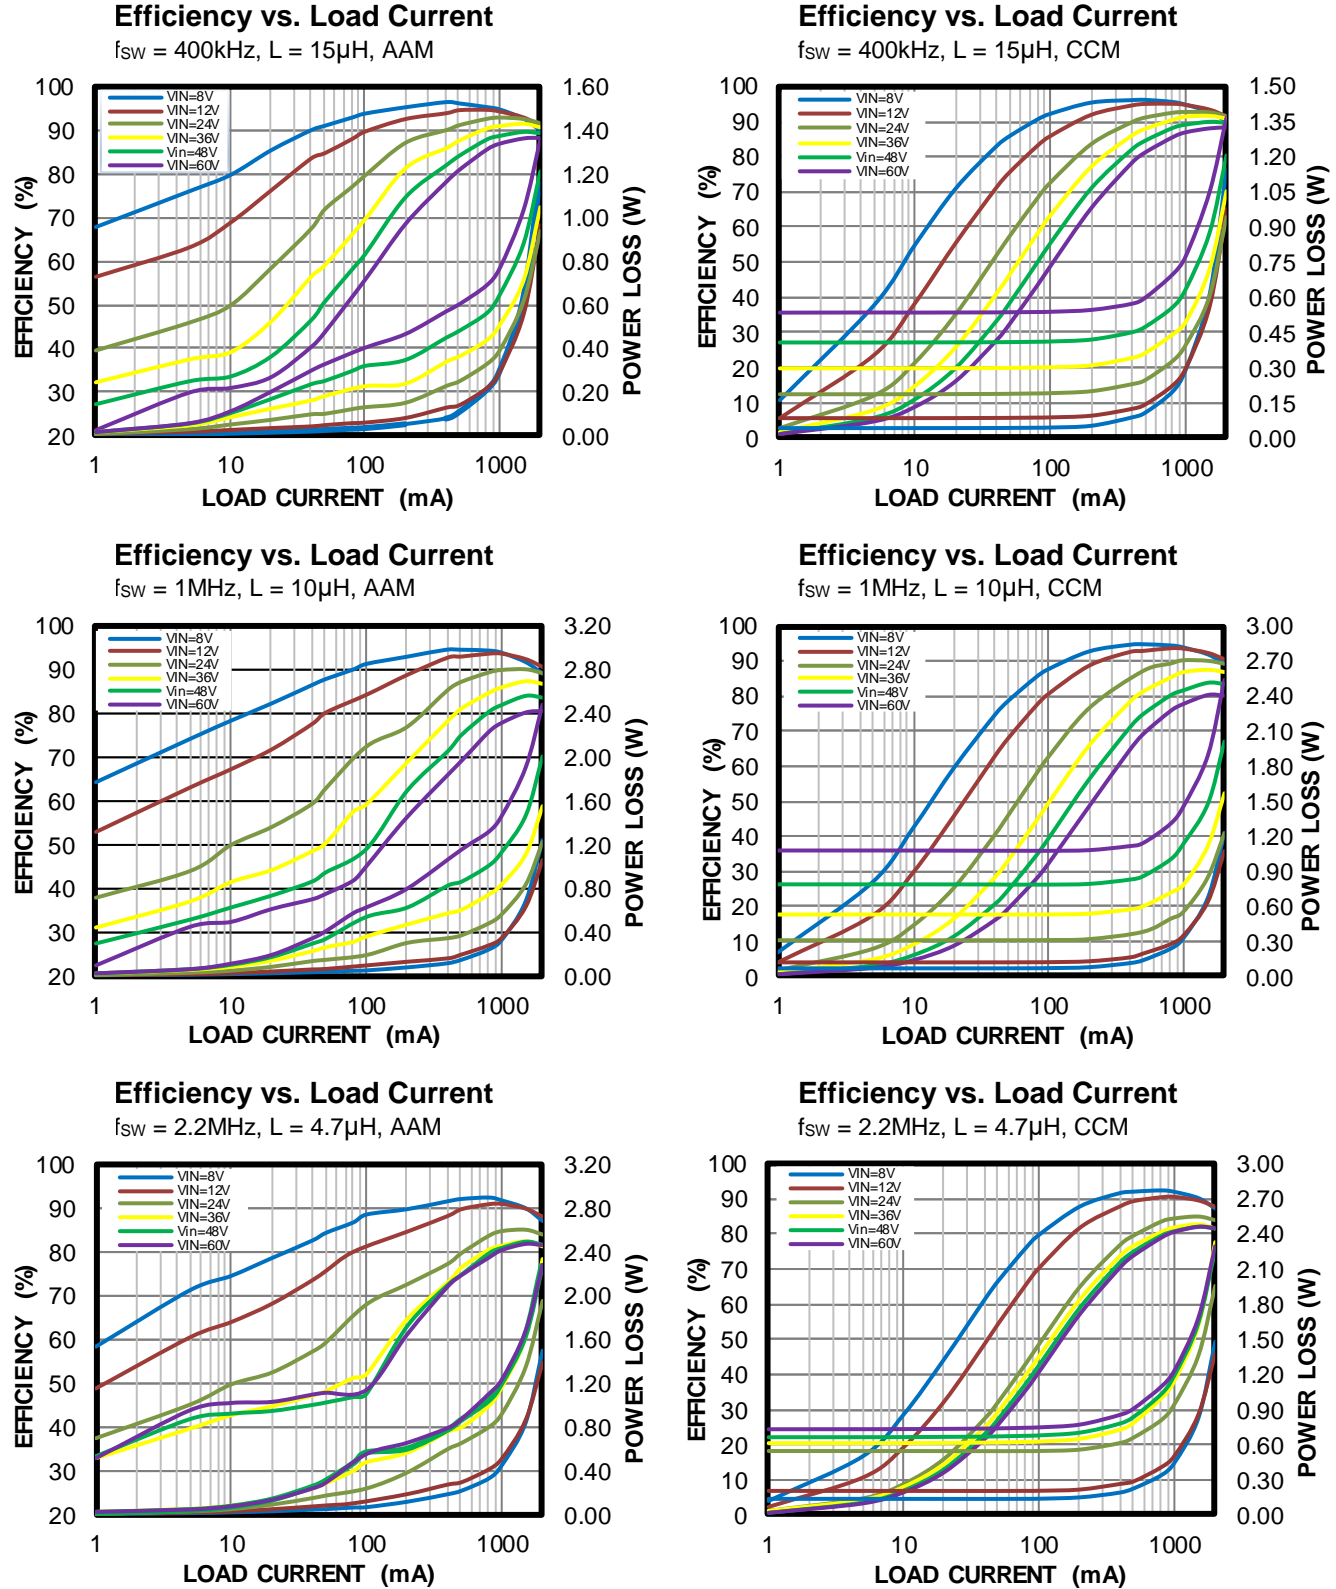 Efficiency vs. Load Current
fSW = 400kHz, L = 15µH, AAM
100
90
80
70
60
50
40
30
20
EFFICIENCY (%)
VIN=8V
VIN=12V
VIN=24V
VIN=36V
Vin=48V
VIN=60V
1.60
1.40
1.20
1.00
0.80
0.60
0.40
0.20
0.00
POWER LOSS (W)
1 10 100 1000
LOAD CURRENT (mA)
Efficiency vs. Load Current
fSW = 400kHz, L = 15µH, CCM
100
90
80
70
60
50
40
30
20
10
0
EFFICIENCY (%)
VIN=8V
VIN=12V
VIN=24V
VIN=36V
Vin=48V
VIN=60V
1.50
1.35
1.20
1.05
0.90
0.75
0.60
0.45
0.30
0.15
0.00
POWER LOSS (W)
1 10 100 1000
LOAD CURRENT (mA)
Efficiency vs. Load Current
fSW = 1MHz, L = 10µH, AAM
100
90
80
70
60
50
40
30
20
EFFICIENCY (%)
VIN=8V
VIN=12V
VIN=24V
VIN=36V
Vin=48V
VIN=60V
3.20
2.80
2.40
2.00
1.60
1.20
0.80
0.40
0.00
POWER LOSS (W)
1 10 100 1000
LOAD CURRENT (mA)
Efficiency vs. Load Current
fSW = 1MHz, L = 10µH, CCM
100
90
80
70
60
50
40
30
20
10
0
EFFICIENCY (%)
VIN=8V
VIN=12V
VIN=24V
VIN=36V
Vin=48V
VIN=60V
3.00
2.70
2.40
2.10
1.80
1.50
1.20
0.90
0.60
0.30
0.00
POWER LOSS (W)
1 10 100 1000
LOAD CURRENT (mA)
Efficiency vs. Load Current
fSW = 2.2MHz, L = 4.7µH, AAM
100
90
80
70
60
50
40
30
20
EFFICIENCY (%)
VIN=8V
VIN=12V
VIN=24V
VIN=36V
Vin=48V
VIN=60V
3.20
2.80
2.40
2.00
1.60
1.20
0.80
0.40
0.00
POWER LOSS (W)
1 10 100 1000
LOAD CURRENT (mA)
Efficiency vs. Load Current
fSW = 2.2MHz, L = 4.7µH, CCM
100
90
80
70
60
50
40
30
20
10
0
EFFICIENCY (%)
VIN=8V
VIN=12V
VIN=24V
VIN=36V
Vin=48V
VIN=60V
3.00
2.70
2.40
2.10
1.80
1.50
1.20
0.90
0.60
0.30
0.00
POWER LOSS (W)
1 10 100 1000
LOAD CURRENT (mA)